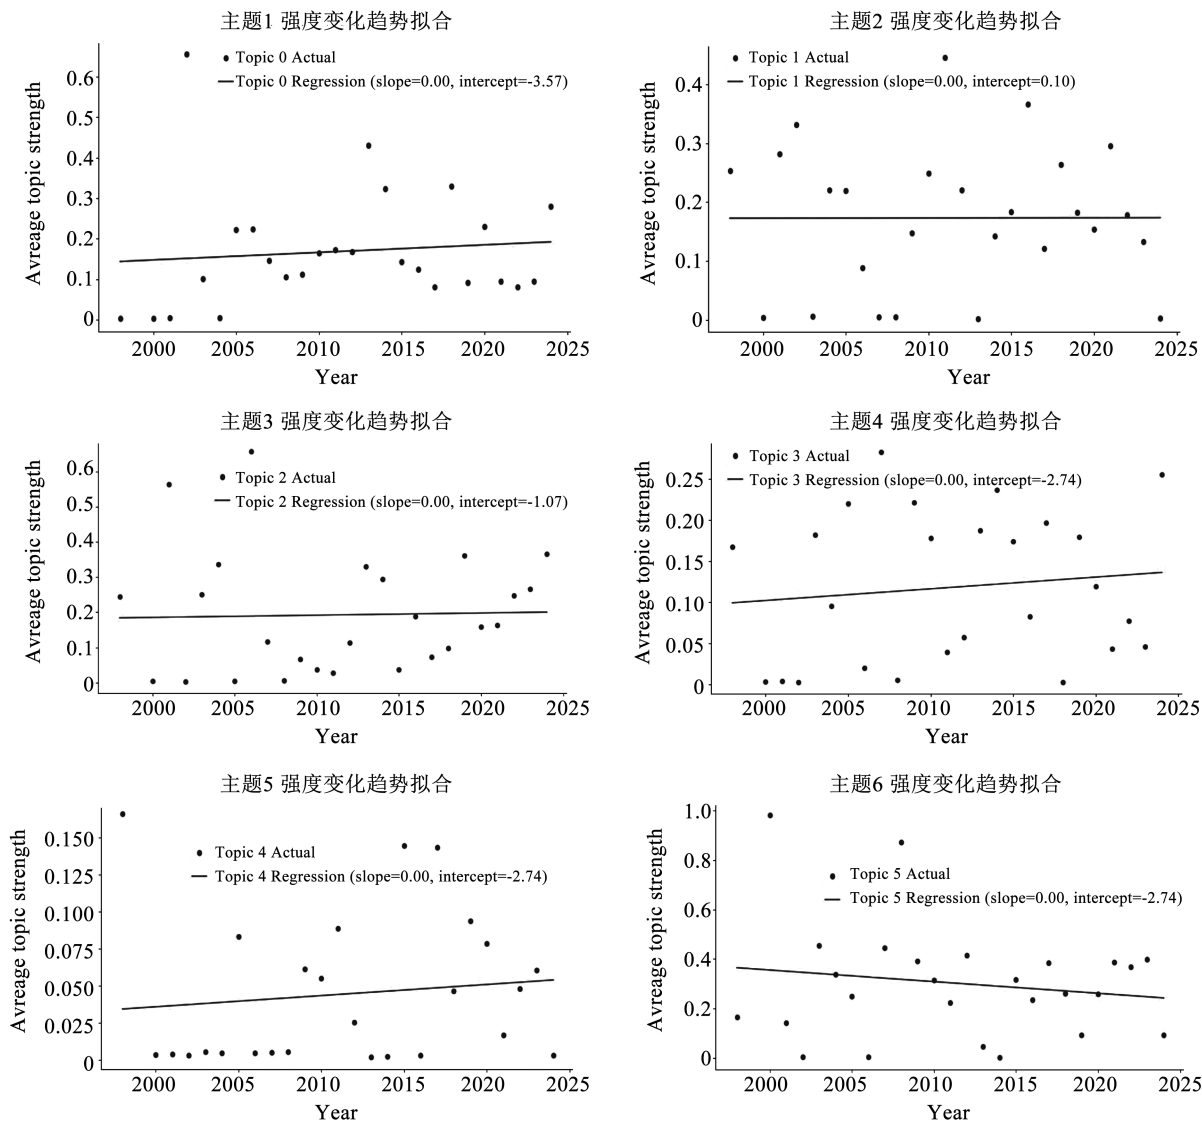 主题1 强度变化趋势拟合
Topic 0 Actual
Topic 0 Regression (slope=0.00, intercept=-3.57)
Avreage topic strength
0.6
0.5
0.4
0.3
0.2
0.1
0
2000 2005 2010 2015 2020 2025
Year
主题2 强度变化趋势拟合
Topic 1 Actual
Topic 1 Regression (slope=0.00, intercept=0.10)
Avreage topic strength
0.4
0.3
0.2
0.1
0
2000 2005 2010 2015 2020 2025
Year
主题3 强度变化趋势拟合
Topic 2 Actual
Topic 2 Regression (slope=0.00, intercept=-1.07)
Avreage topic strength
0.6
0.5
0.4
0.3
0.2
0.1
0
2000 2005 2010 2015 2020 2025
Year
主题4 强度变化趋势拟合
Topic 3 Actual
Topic 3 Regression (slope=0.00, intercept=-2.74)
Avreage topic strength
0.25
0.20
0.15
0.10
0.05
0
2000 2005 2010 2015 2020 2025
Year
主题5 强度变化趋势拟合
Topic 4 Actual
Topic 4 Regression (slope=0.00, intercept=-2.74)
Avreage topic strength
0.150
0.125
0.100
0.075
0.050
0.025
0
2000 2005 2010 2015 2020 2025
Year
主题6 强度变化趋势拟合
Topic 5 Actual
Topic 5 Regression (slope=0.00, intercept=-2.74)
Avreage topic strength
1.0
0.8
0.6
0.4
0.2
0
2000 2005 2010 2015 2020 2025
Year